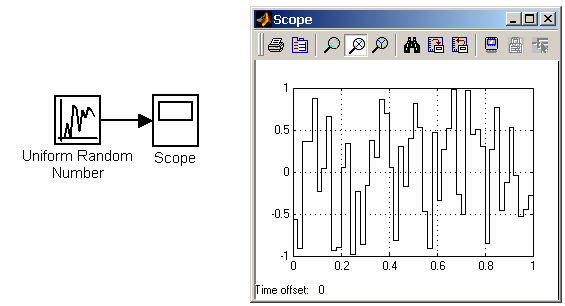 Uniform Random
Number
Scope
Scope
1
0.5
0
-0.5
-1
0 0.2 0.4 0.6 0.8 1
Time offset: 0